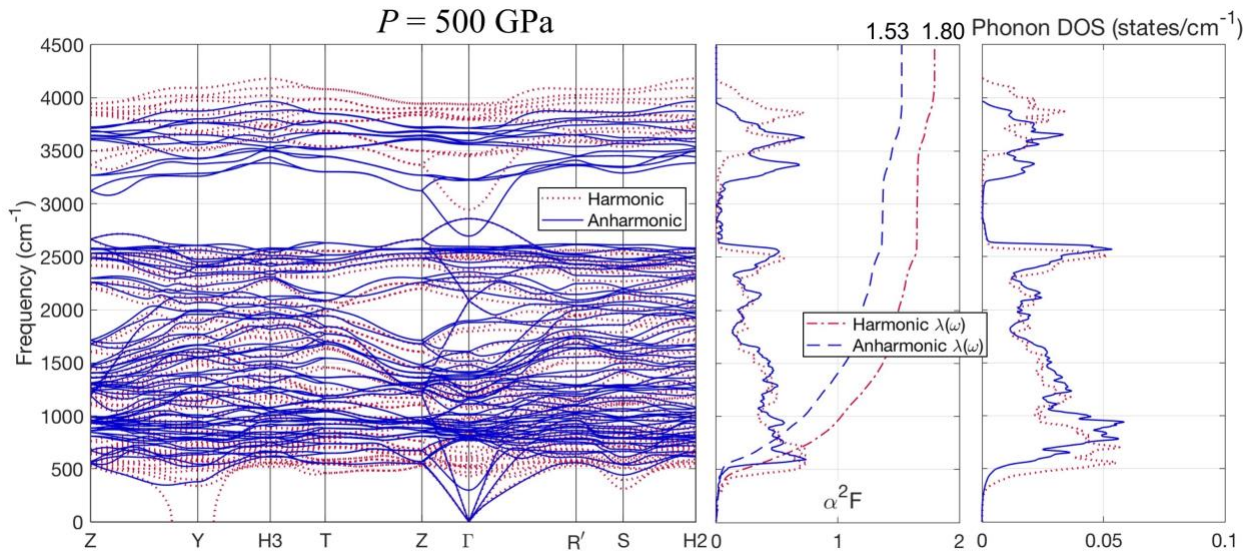 P = 500 GPa
1.53 1.80 Phonon DOS (states/cm⁻¹)
4500
4000
3500
3000
2500
2000
1500
1000
500
0
Frequency (cm⁻¹)
Harmonic
Anharmonic
Z Y H3 T Z Γ R′ S H2
Harmonic λ(ω)
Anharmonic λ(ω)
α²F
0 1 2
0 0.05 0.1